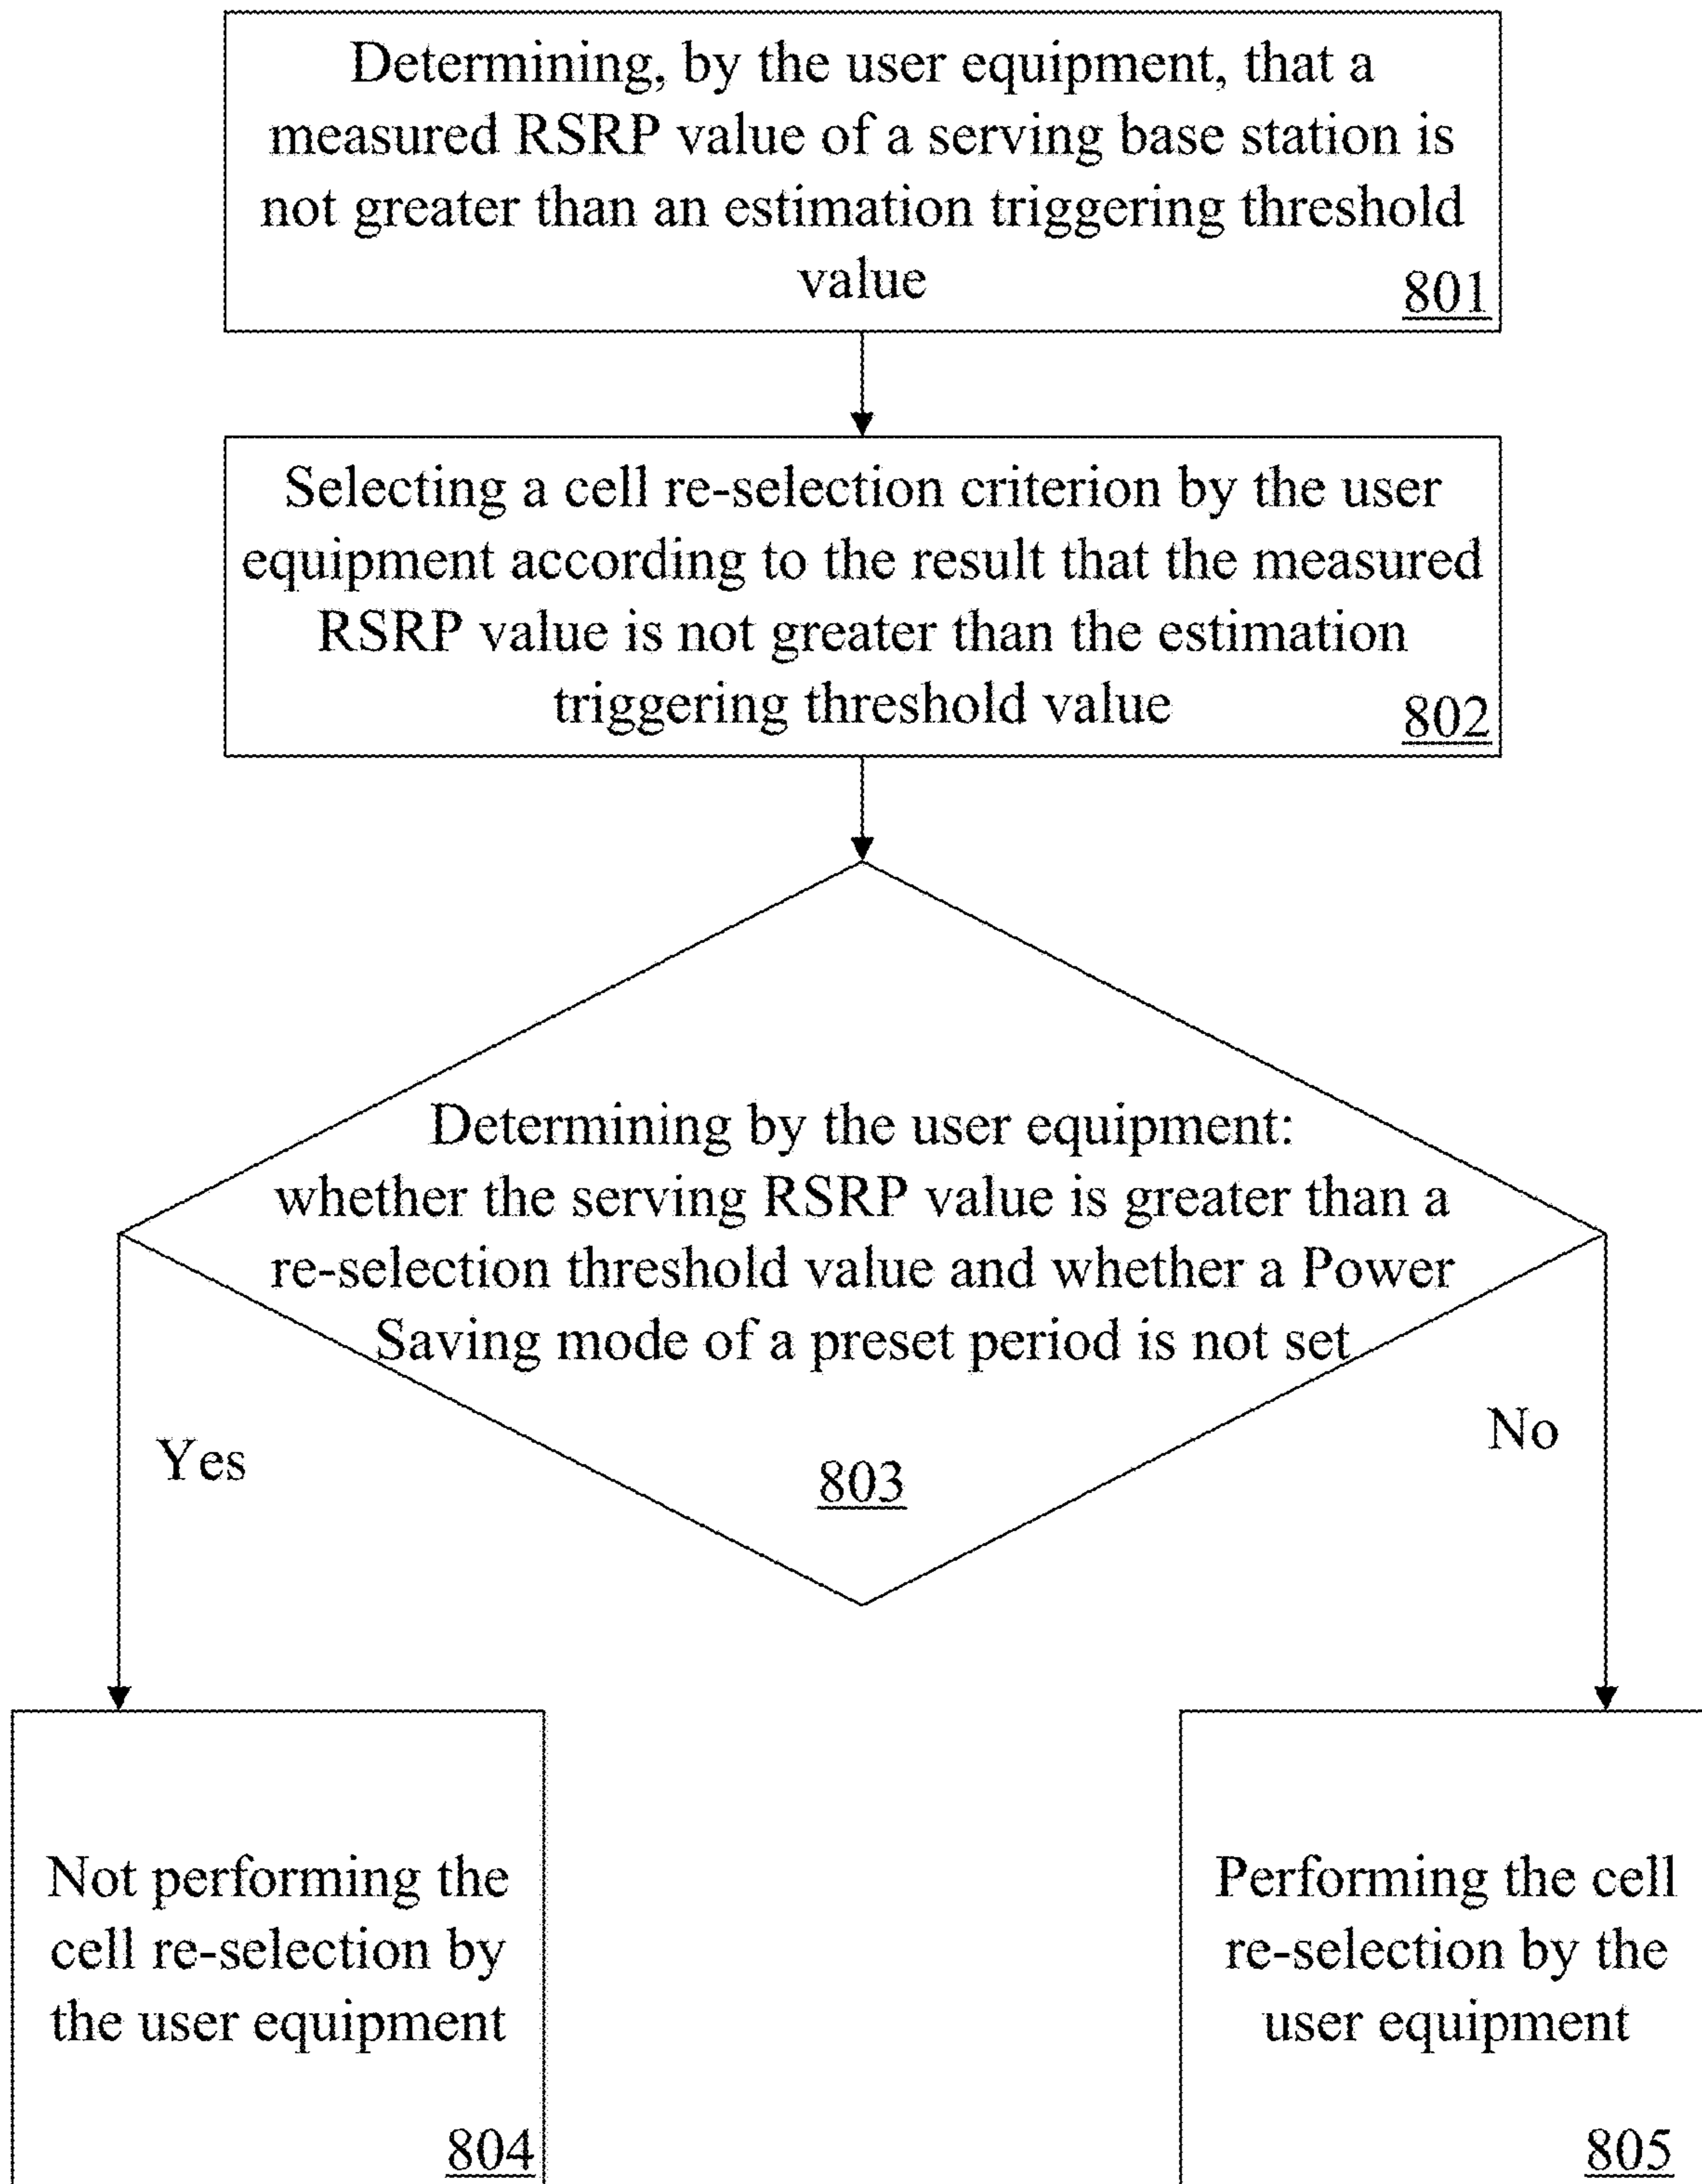 Determining, by the user equipment, that a
measured RSRP value of a serving base station is
not greater than an estimation triggering threshold
value
801
Selecting a cell re-selection criterion by the user
equipment according to the result that the measured
RSRP value is not greater than the estimation
triggering threshold value
802
Determining by the user equipment:
whether the serving RSRP value is greater than a
re-selection threshold value and whether a Power
Saving mode of a preset period is not set
803
Yes
No
Not performing the
cell re-selection by
the user equipment
804
Performing the cell
re-selection by the
user equipment
805